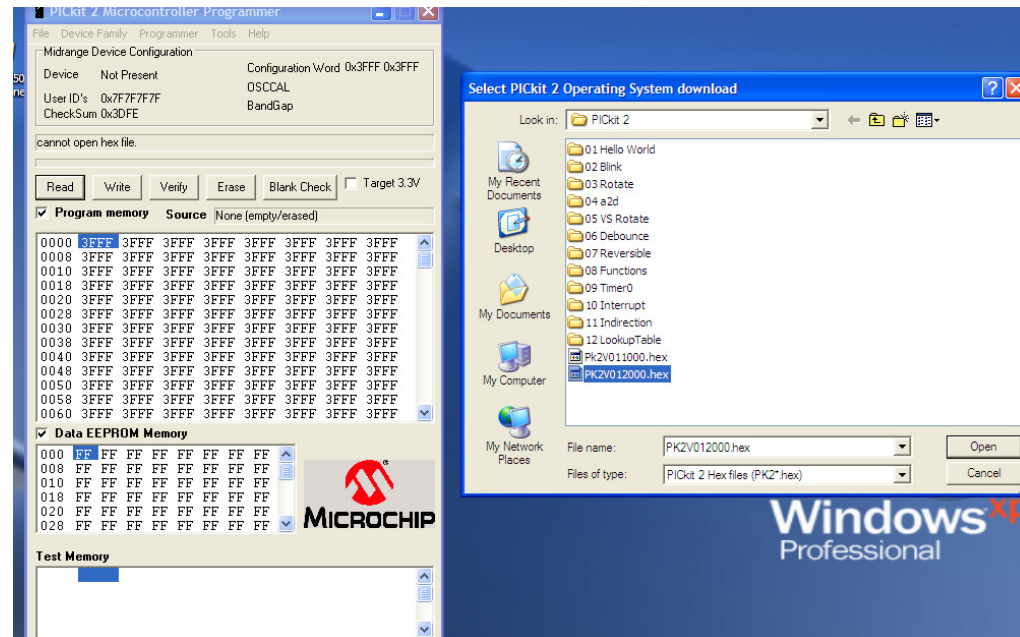 PICkit 2 Microcontroller Programmer
File Device Family Programmer Tools Help
Midrange Device Configuration
Device Not Present
Configuration Word 0x3FFF 0x3FFF
OSCCAL
User ID's 0x7F7F7F7F
BandGap
CheckSum 0x3DFE
cannot open hex file.
Read Write Verify Erase Blank Check Target 3.3V
Program memory Source None (empty/erased)
0000 3FFF 3FFF 3FFF 3FFF 3FFF 3FFF 3FFF 3FFF
0008 3FFF 3FFF 3FFF 3FFF 3FFF 3FFF 3FFF 3FFF
0010 3FFF 3FFF 3FFF 3FFF 3FFF 3FFF 3FFF 3FFF
0018 3FFF 3FFF 3FFF 3FFF 3FFF 3FFF 3FFF 3FFF
0020 3FFF 3FFF 3FFF 3FFF 3FFF 3FFF 3FFF 3FFF
0028 3FFF 3FFF 3FFF 3FFF 3FFF 3FFF 3FFF 3FFF
0030 3FFF 3FFF 3FFF 3FFF 3FFF 3FFF 3FFF 3FFF
0038 3FFF 3FFF 3FFF 3FFF 3FFF 3FFF 3FFF 3FFF
0040 3FFF 3FFF 3FFF 3FFF 3FFF 3FFF 3FFF 3FFF
0048 3FFF 3FFF 3FFF 3FFF 3FFF 3FFF 3FFF 3FFF
0050 3FFF 3FFF 3FFF 3FFF 3FFF 3FFF 3FFF 3FFF
0058 3FFF 3FFF 3FFF 3FFF 3FFF 3FFF 3FFF 3FFF
0060 3FFF 3FFF 3FFF 3FFF 3FFF 3FFF 3FFF 3FFF
Data EEPROM Memory
000 FF FF FF FF FF FF FF FF
008 FF FF FF FF FF FF FF FF
010 FF FF FF FF FF FF FF FF
018 FF FF FF FF FF FF FF FF
020 FF FF FF FF FF FF FF FF
028 FF FF FF FF FF FF FF FF
MICROCHIP
Test Memory
Select PICkit 2 Operating System download
Look in: PICkit 2
My Recent Documents
Desktop
My Documents
My Computer
My Network Places
01 Hello World
02 Blink
03 Rotate
04 a2d
05 VS Rotate
06 Debounce
07 Reversible
08 Functions
09 Timer0
10 Interrupt
11 Indirection
12 LookupTable
Pk2V011000.hex
PK2V012000.hex
File name: PK2V012000.hex Open
Files of type: PICkit 2 Hex files (PK2*.hex) Cancel
Windows xp
Professional